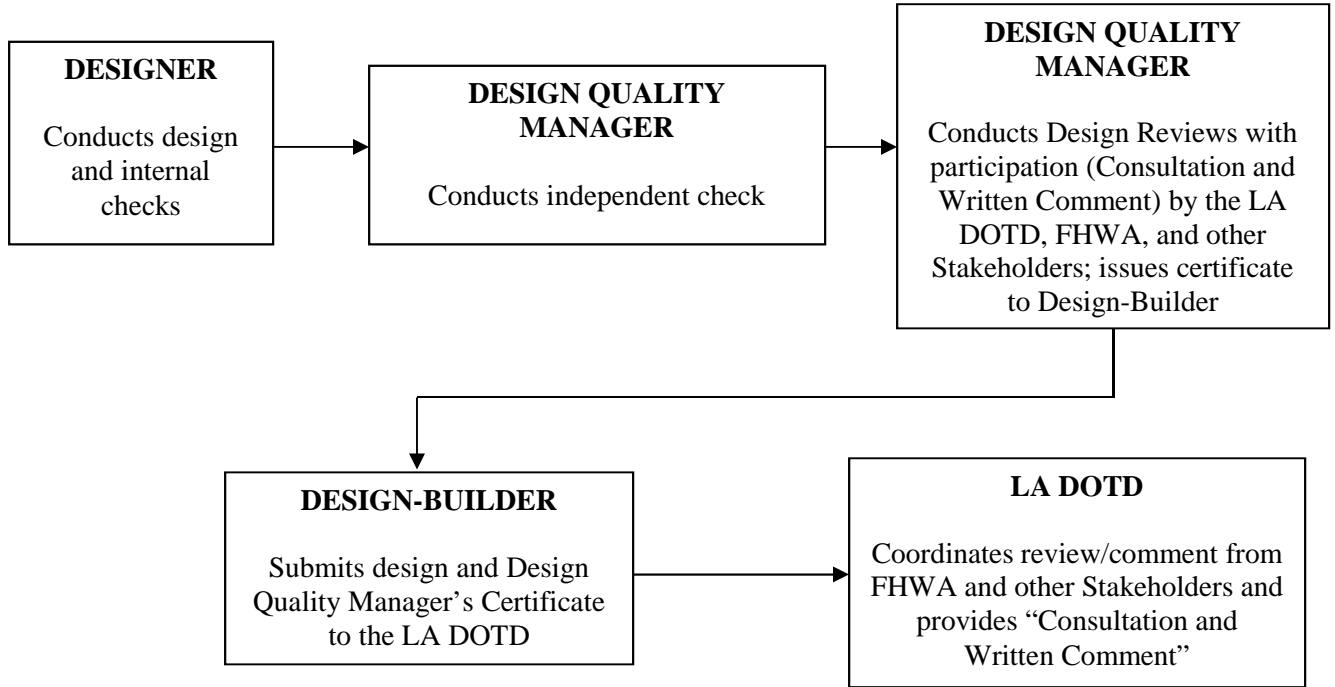 DESIGNER
Conducts design
and internal
checks
DESIGN QUALITY
MANAGER
Conducts independent check
DESIGN QUALITY
MANAGER
Conducts Design Reviews with
participation (Consultation and
Written Comment) by the LA
DOTD, FHWA, and other
Stakeholders; issues certificate
to Design-Builder
DESIGN-BUILDER
Submits design and Design
Quality Manager’s Certificate
to the LA DOTD
LA DOTD
Coordinates review/comment from
FHWA and other Stakeholders and
provides “Consultation and
Written Comment”